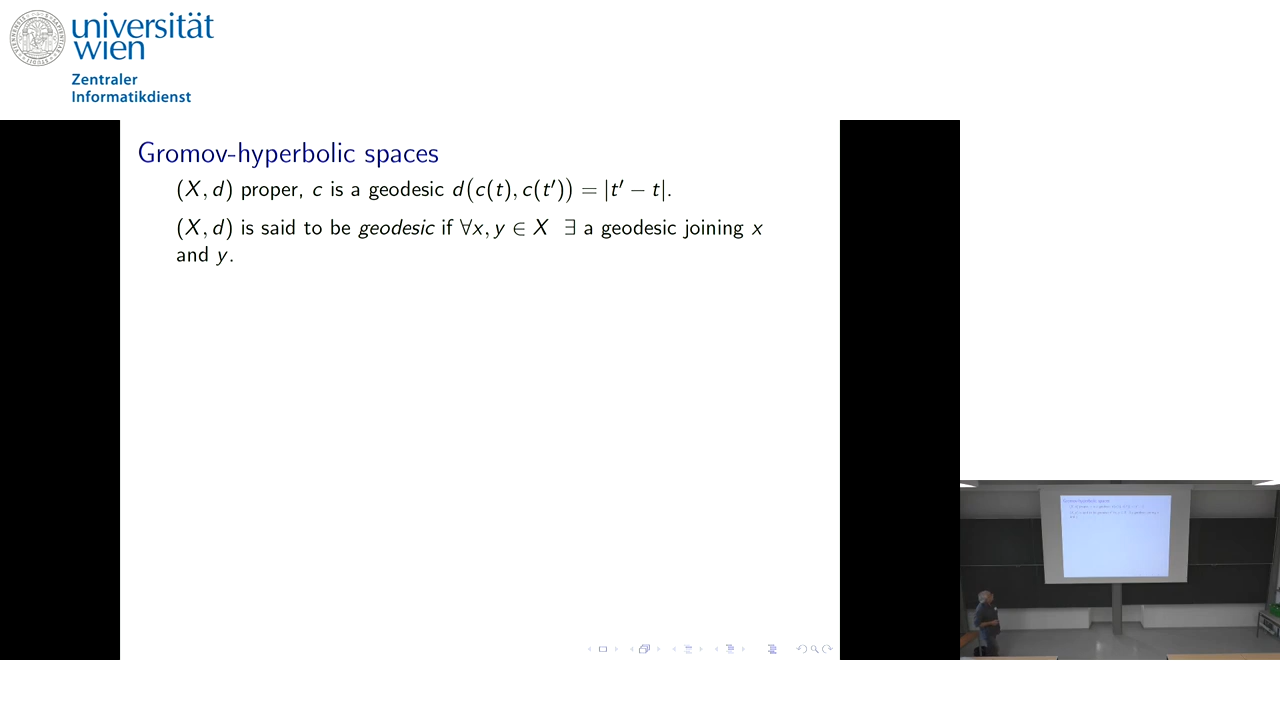 universität
wien
Zentraler
Informatikdienst
Gromov-hyperbolic spaces
(X, d) proper, c is a geodesic d(c(t), c(t′)) = |t′ − t|.
(X, d) is said to be geodesic if ∀x, y ∈ X ∃ a geodesic joining x
and y.